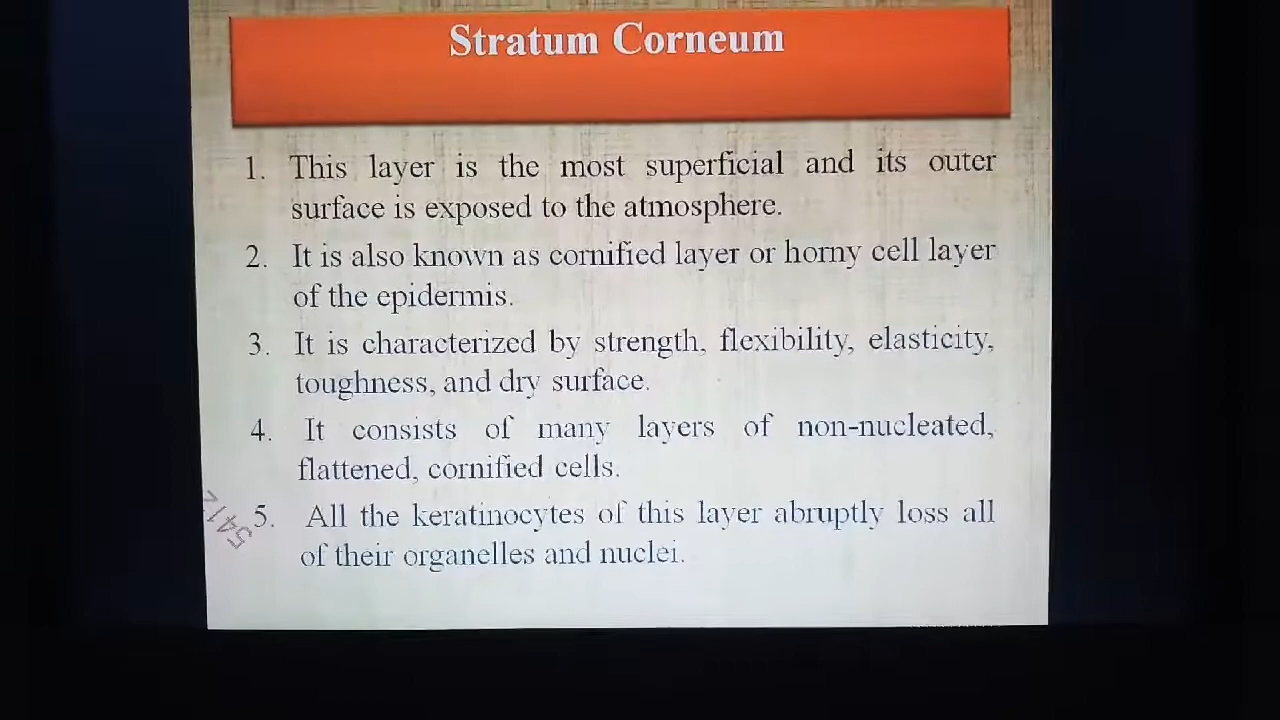 Stratum Corneum
1. This layer is the most superficial and its outer
surface is exposed to the atmosphere.
2. It is also known as cornified layer or horny cell layer
of the epidermis.
3. It is characterized by strength, flexibility, elasticity,
toughness, and dry surface.
4. It consists of many layers of non-nucleated,
flattened, cornified cells.
5. All the keratinocytes of this layer abruptly loss all
of their organelles and nuclei.